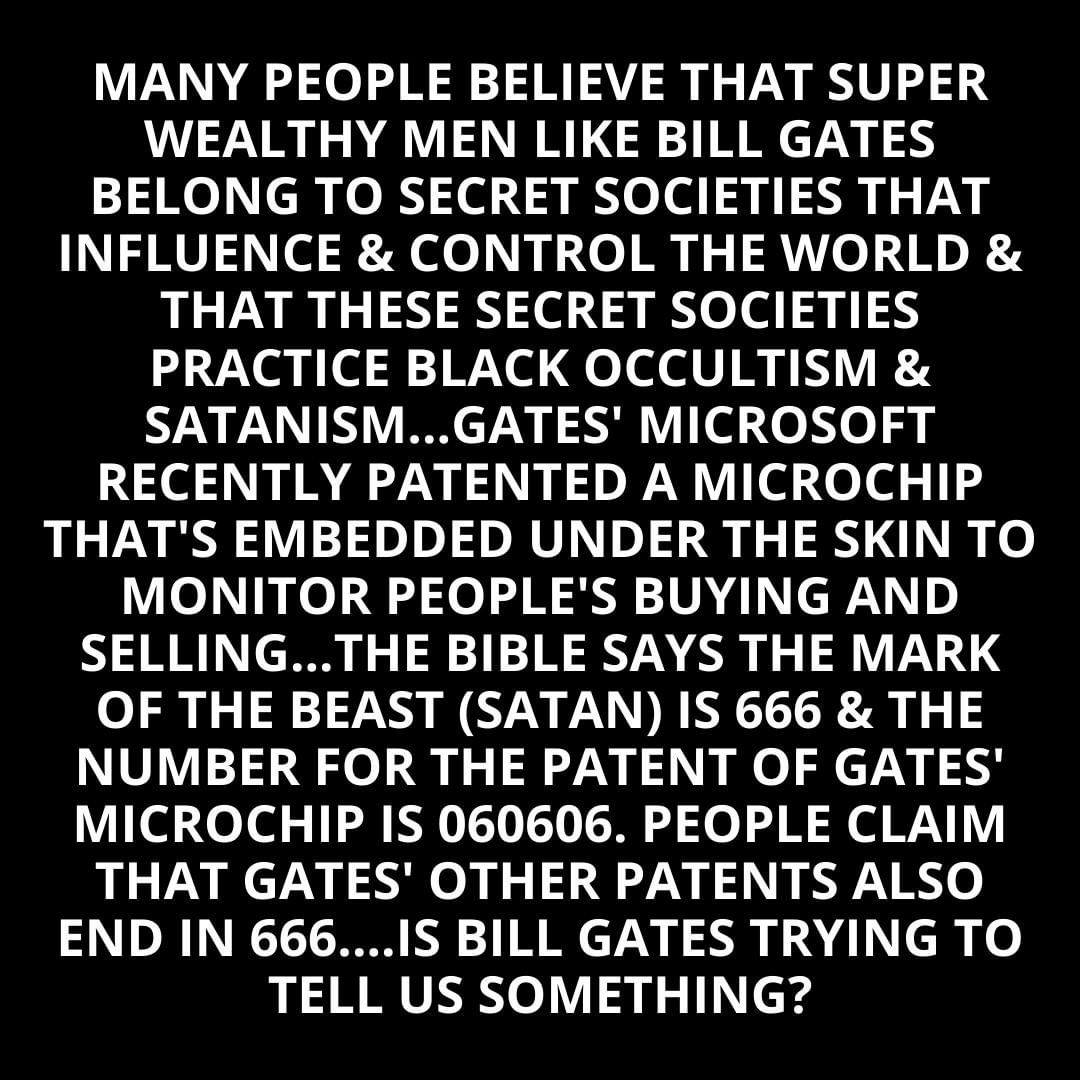 MANY PEOPLE BELIEVE THAT SUPER
WEALTHY MEN LIKE BILL GATES
BELONG TO SECRET SOCIETIES THAT
INFLUENCE & CONTROL THE WORLD &
THAT THESE SECRET SOCIETIES
PRACTICE BLACK OCCULTISM &
SATANISM...GATES' MICROSOFT
RECENTLY PATENTED A MICROCHIP
THAT'S EMBEDDED UNDER THE SKIN TO
MONITOR PEOPLE'S BUYING AND
SELLING...THE BIBLE SAYS THE MARK
OF THE BEAST (SATAN) IS 666 & THE
NUMBER FOR THE PATENT OF GATES'
MICROCHIP IS 060606. PEOPLE CLAIM
THAT GATES' OTHER PATENTS ALSO
END IN 666....IS BILL GATES TRYING TO
TELL US SOMETHING?